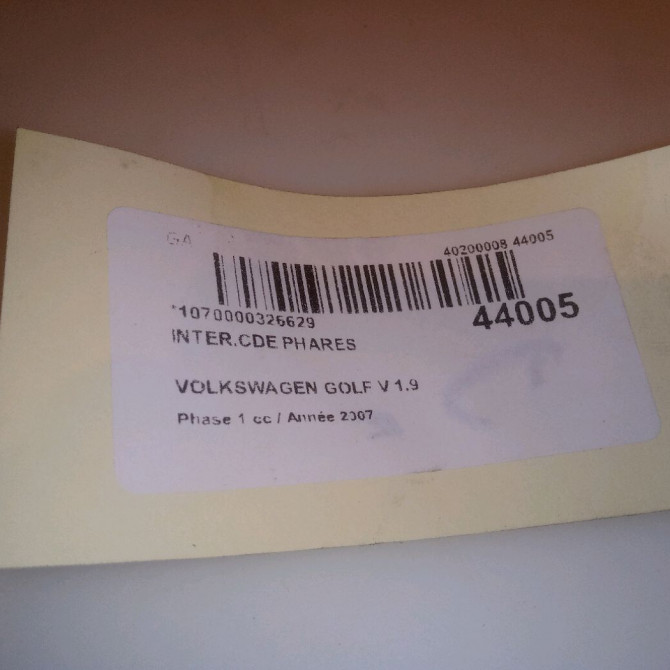 GA
40200008 44005
*1070000326629
44005
INTER.CDE PHARES
VOLKSWAGEN GOLF V 1.9
Phase 1 cc / Année 2007